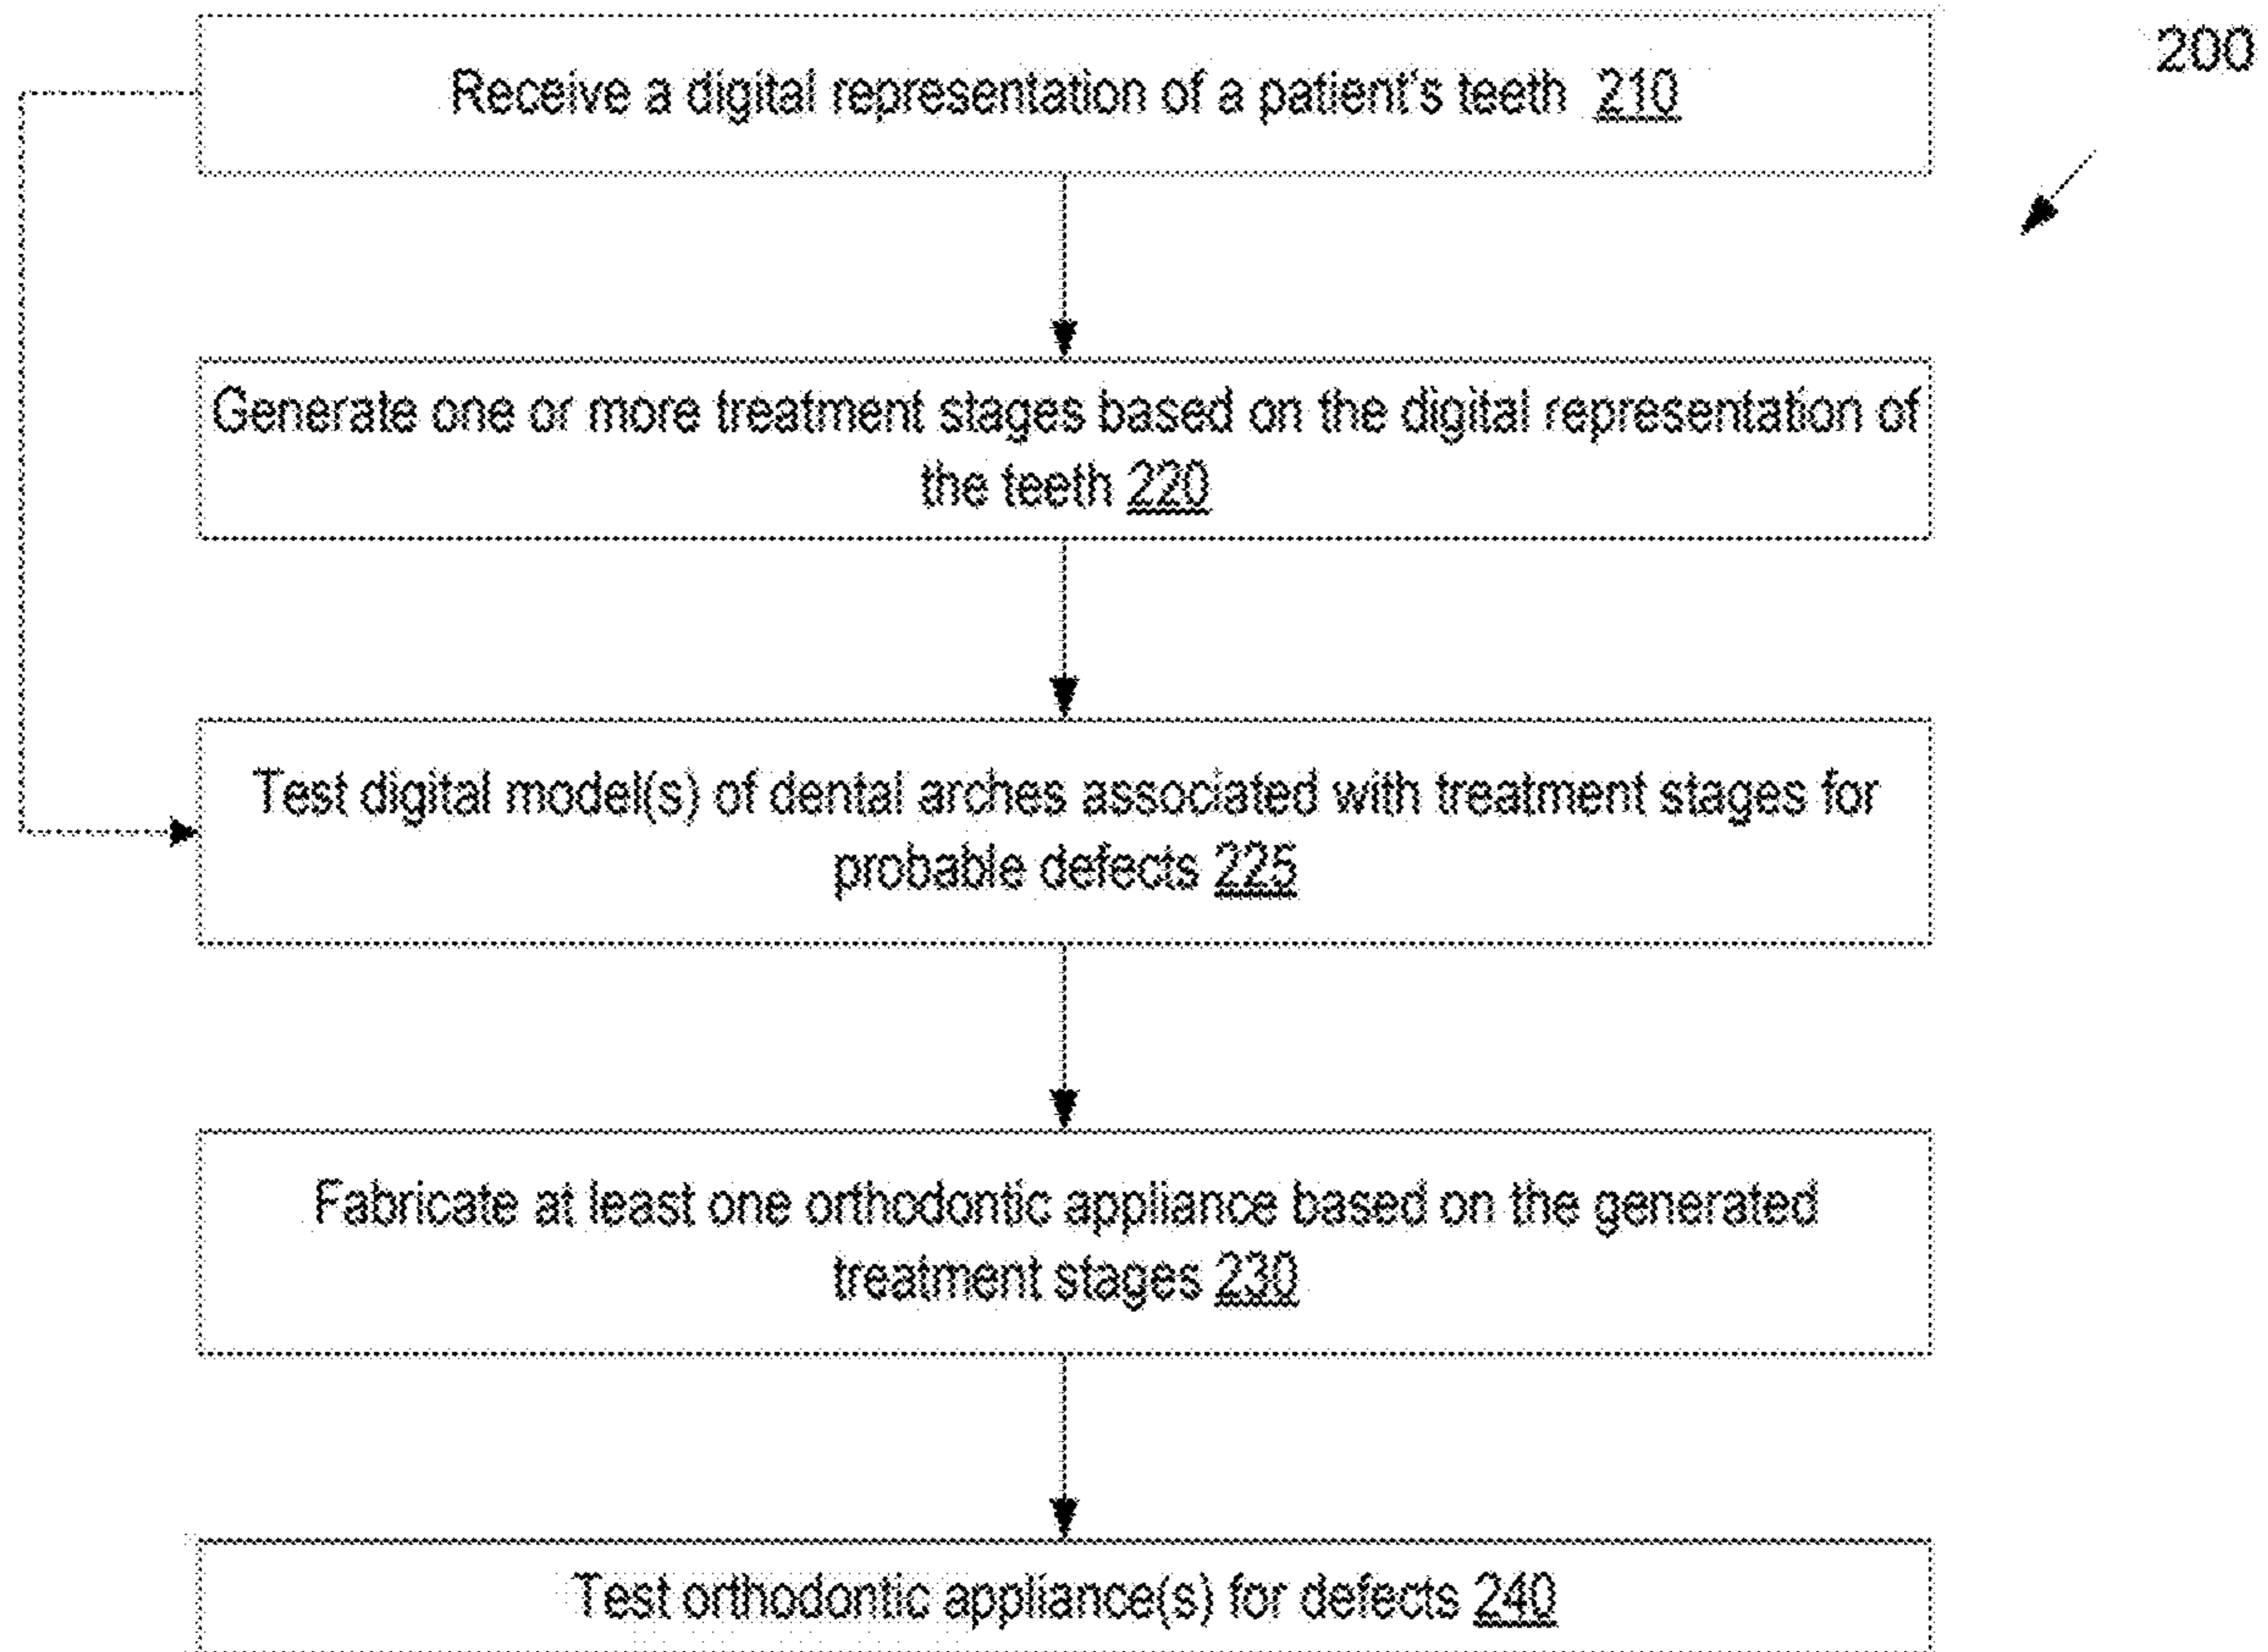 200
Receive a digital representation of a patient's teeth 210
Generate one or more treatment stages based on the digital representation of
the teeth 220
Test digital model(s) of dental arches associated with treatment stages for
probable defects 225
Fabricate at least one orthodontic appliance based on the generated
treatment stages 230
Test orthodontic appliance(s) for defects 240